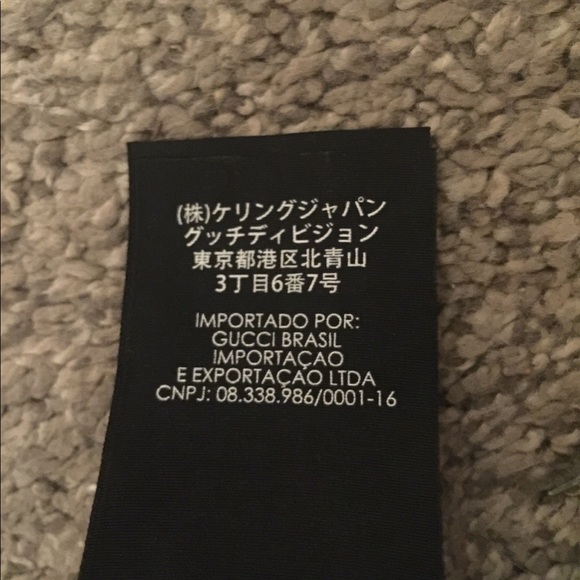 (株)ケリングジャパン
グッチディビジョン
東京都港区北青山
3丁目6番7号
IMPORTADO POR:
GUCCI BRASIL
IMPORTAÇAO
E EXPORTAÇÃO LTDA
CNPJ: 08.338.986/0001-16